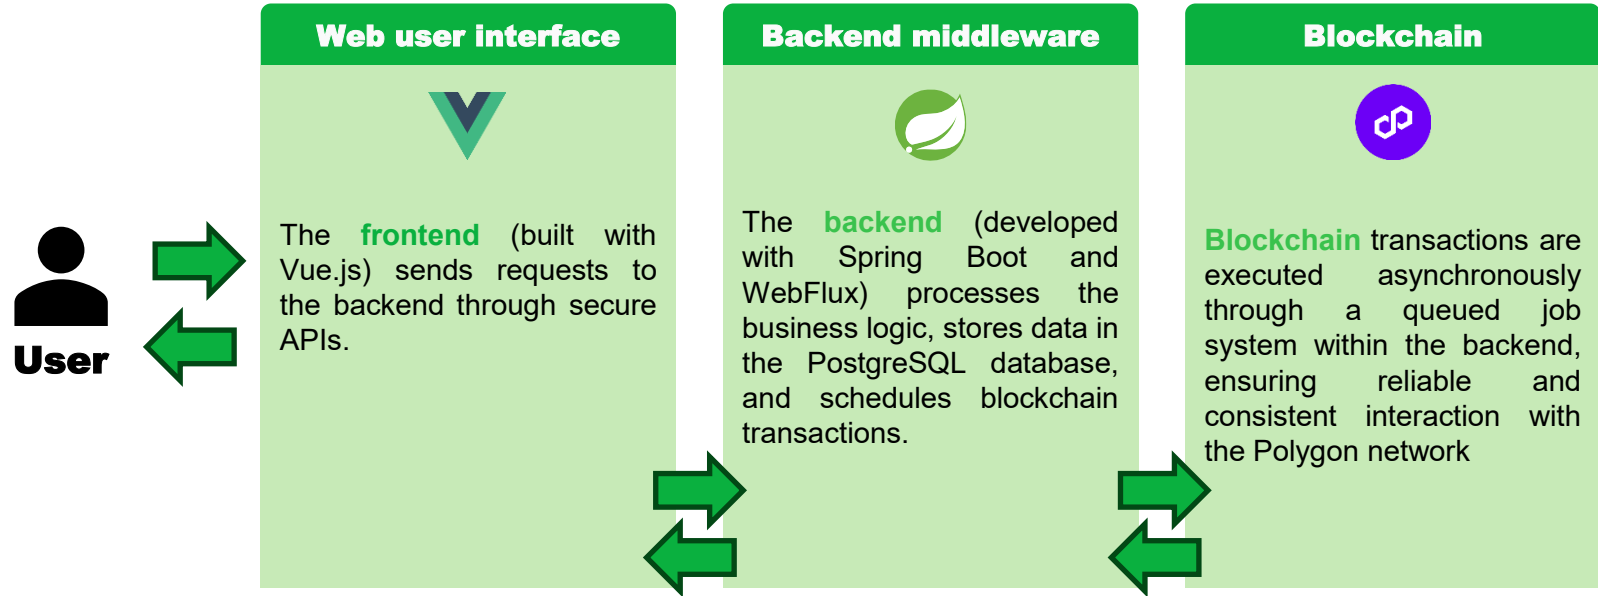 Web user interface
Backend middleware
Blockchain
User
The frontend (built with
Vue.js) sends requests to
the backend through secure
APIs.
The backend (developed
with Spring Boot and
WebFlux) processes the
business logic, stores data in
the PostgreSQL database,
and schedules blockchain
transactions.
Blockchain transactions are
executed asynchronously
through a queued job
system within the backend,
ensuring reliable and
consistent interaction with
the Polygon network